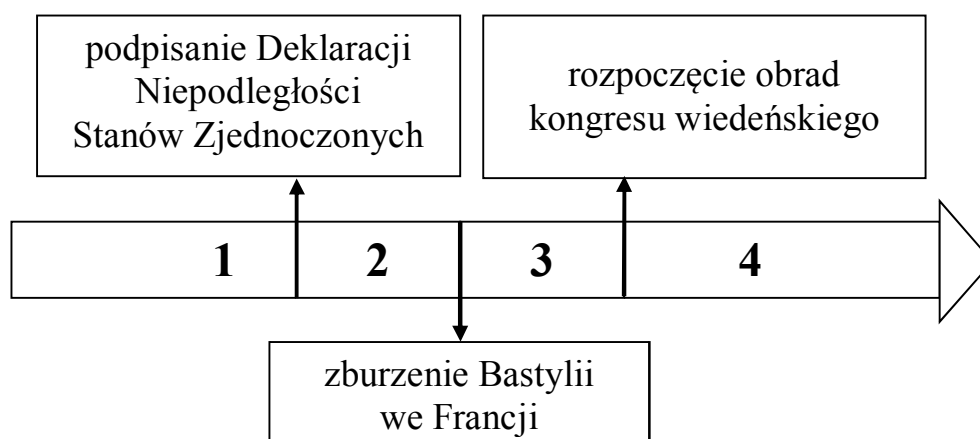 podpisanie Deklaracji
Niepodległości
Stanów Zjednoczonych
rozpoczęcie obrad
kongresu wiedeńskiego
1
2
3
4
zburzenie Bastylii
we Francji